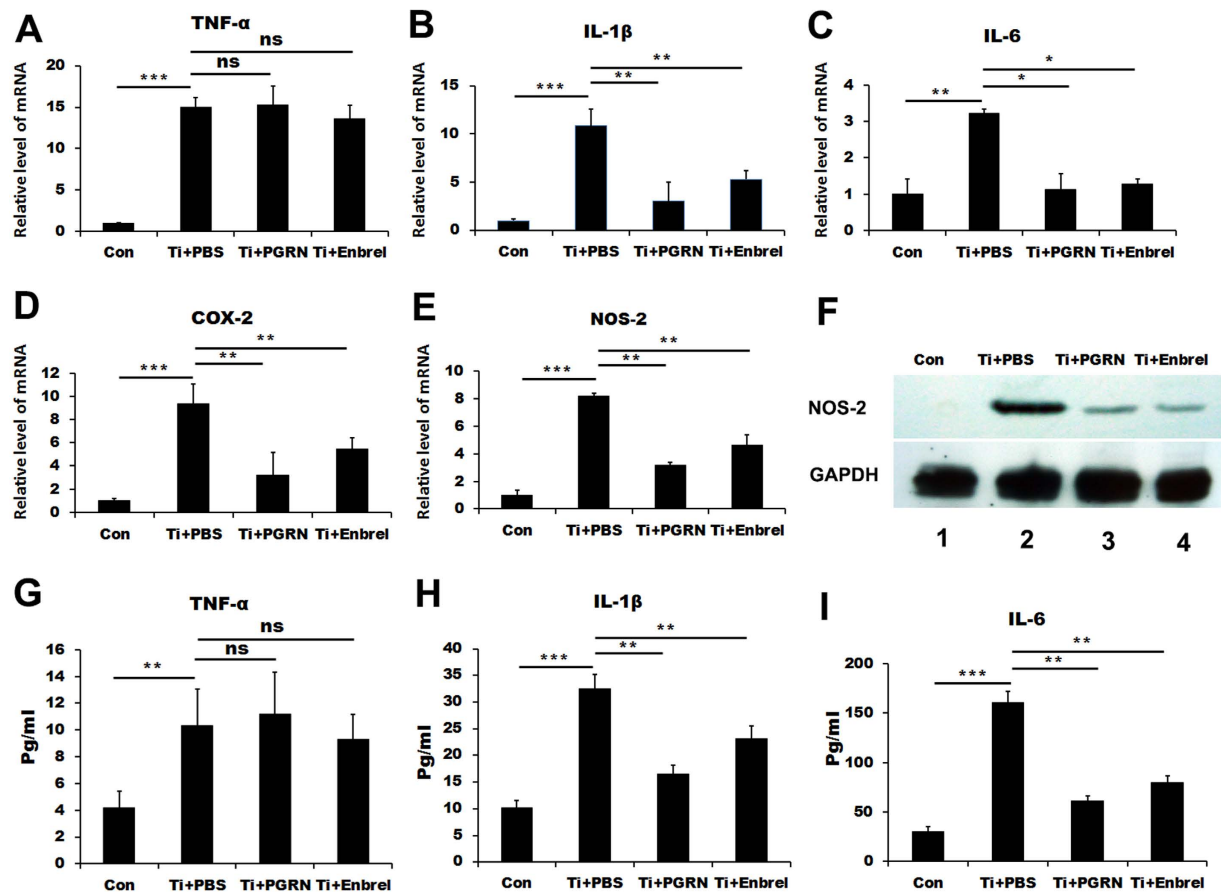 A
TNF-α
ns
ns
***
Relative level of mRNA
20
15
10
5
0
Con Ti+PBS Ti+PGRN Ti+Enbrel
B
IL-1β
**
**
***
Relative level of mRNA
15
10
5
0
Con Ti+PBS Ti+PGRN Ti+Enbrel
C
IL-6
*
*
**
Relative level of mRNA
4
3
2
1
0
Con Ti+PBS Ti+PGRN Ti+Enbrel
D
COX-2
**
**
***
Relative level of mRNA
12
10
8
6
4
2
0
Con Ti+PBS Ti+PGRN Ti+Enbrel
E
NOS-2
**
**
***
Relative level of mRNA
10
8
6
4
2
0
Con Ti+PBS Ti+PGRN Ti+Enbrel
F
Con Ti+PBS Ti+PGRN Ti+Enbrel
NOS-2
GAPDH
1 2 3 4
G
TNF-α
ns
ns
**
Pg/ml
16
14
12
10
8
6
4
2
0
Con Ti+PBS Ti+PGRN Ti+Enbrel
H
IL-1β
**
**
***
Pg/ml
40
35
30
25
20
15
10
5
0
Con Ti+PBS Ti+PGRN Ti+Enbrel
I
IL-6
**
**
***
Pg/ml
200
150
100
50
0
Con Ti+PBS Ti+PGRN Ti+Enbrel